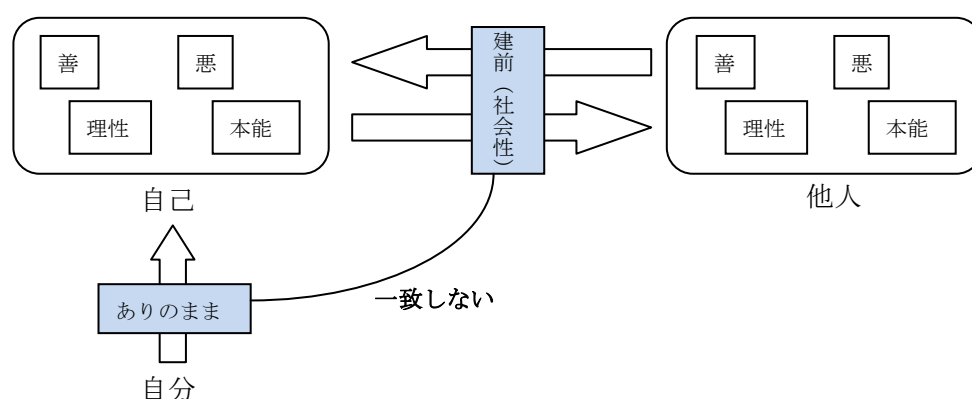 善
悪
理性
本能
自己
建前（社会性）
善
悪
理性
本能
他人
ありのまま
一致しない
自分